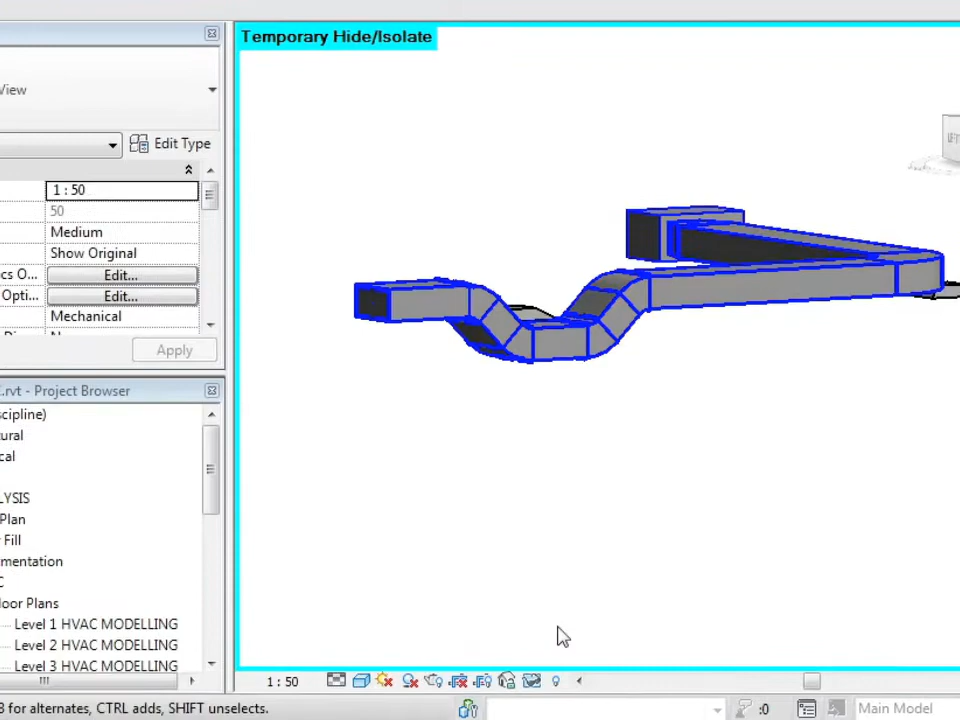 Temporary Hide/Isolate
View
Edit Type
1 : 50
50
Medium
Show Original
cs O... Edit...
Opti... Edit...
Mechanical
Apply
.rvt - Project Browser
scipline)
ural
cal
LYSIS
Plan
Fill
mentation
C
loor Plans
Level 1 HVAC MODELLING
Level 2 HVAC MODELLING
Level 3 HVAC MODELLING
1 : 50
B for alternates, CTRL adds, SHIFT unselects.
:0
Main Model